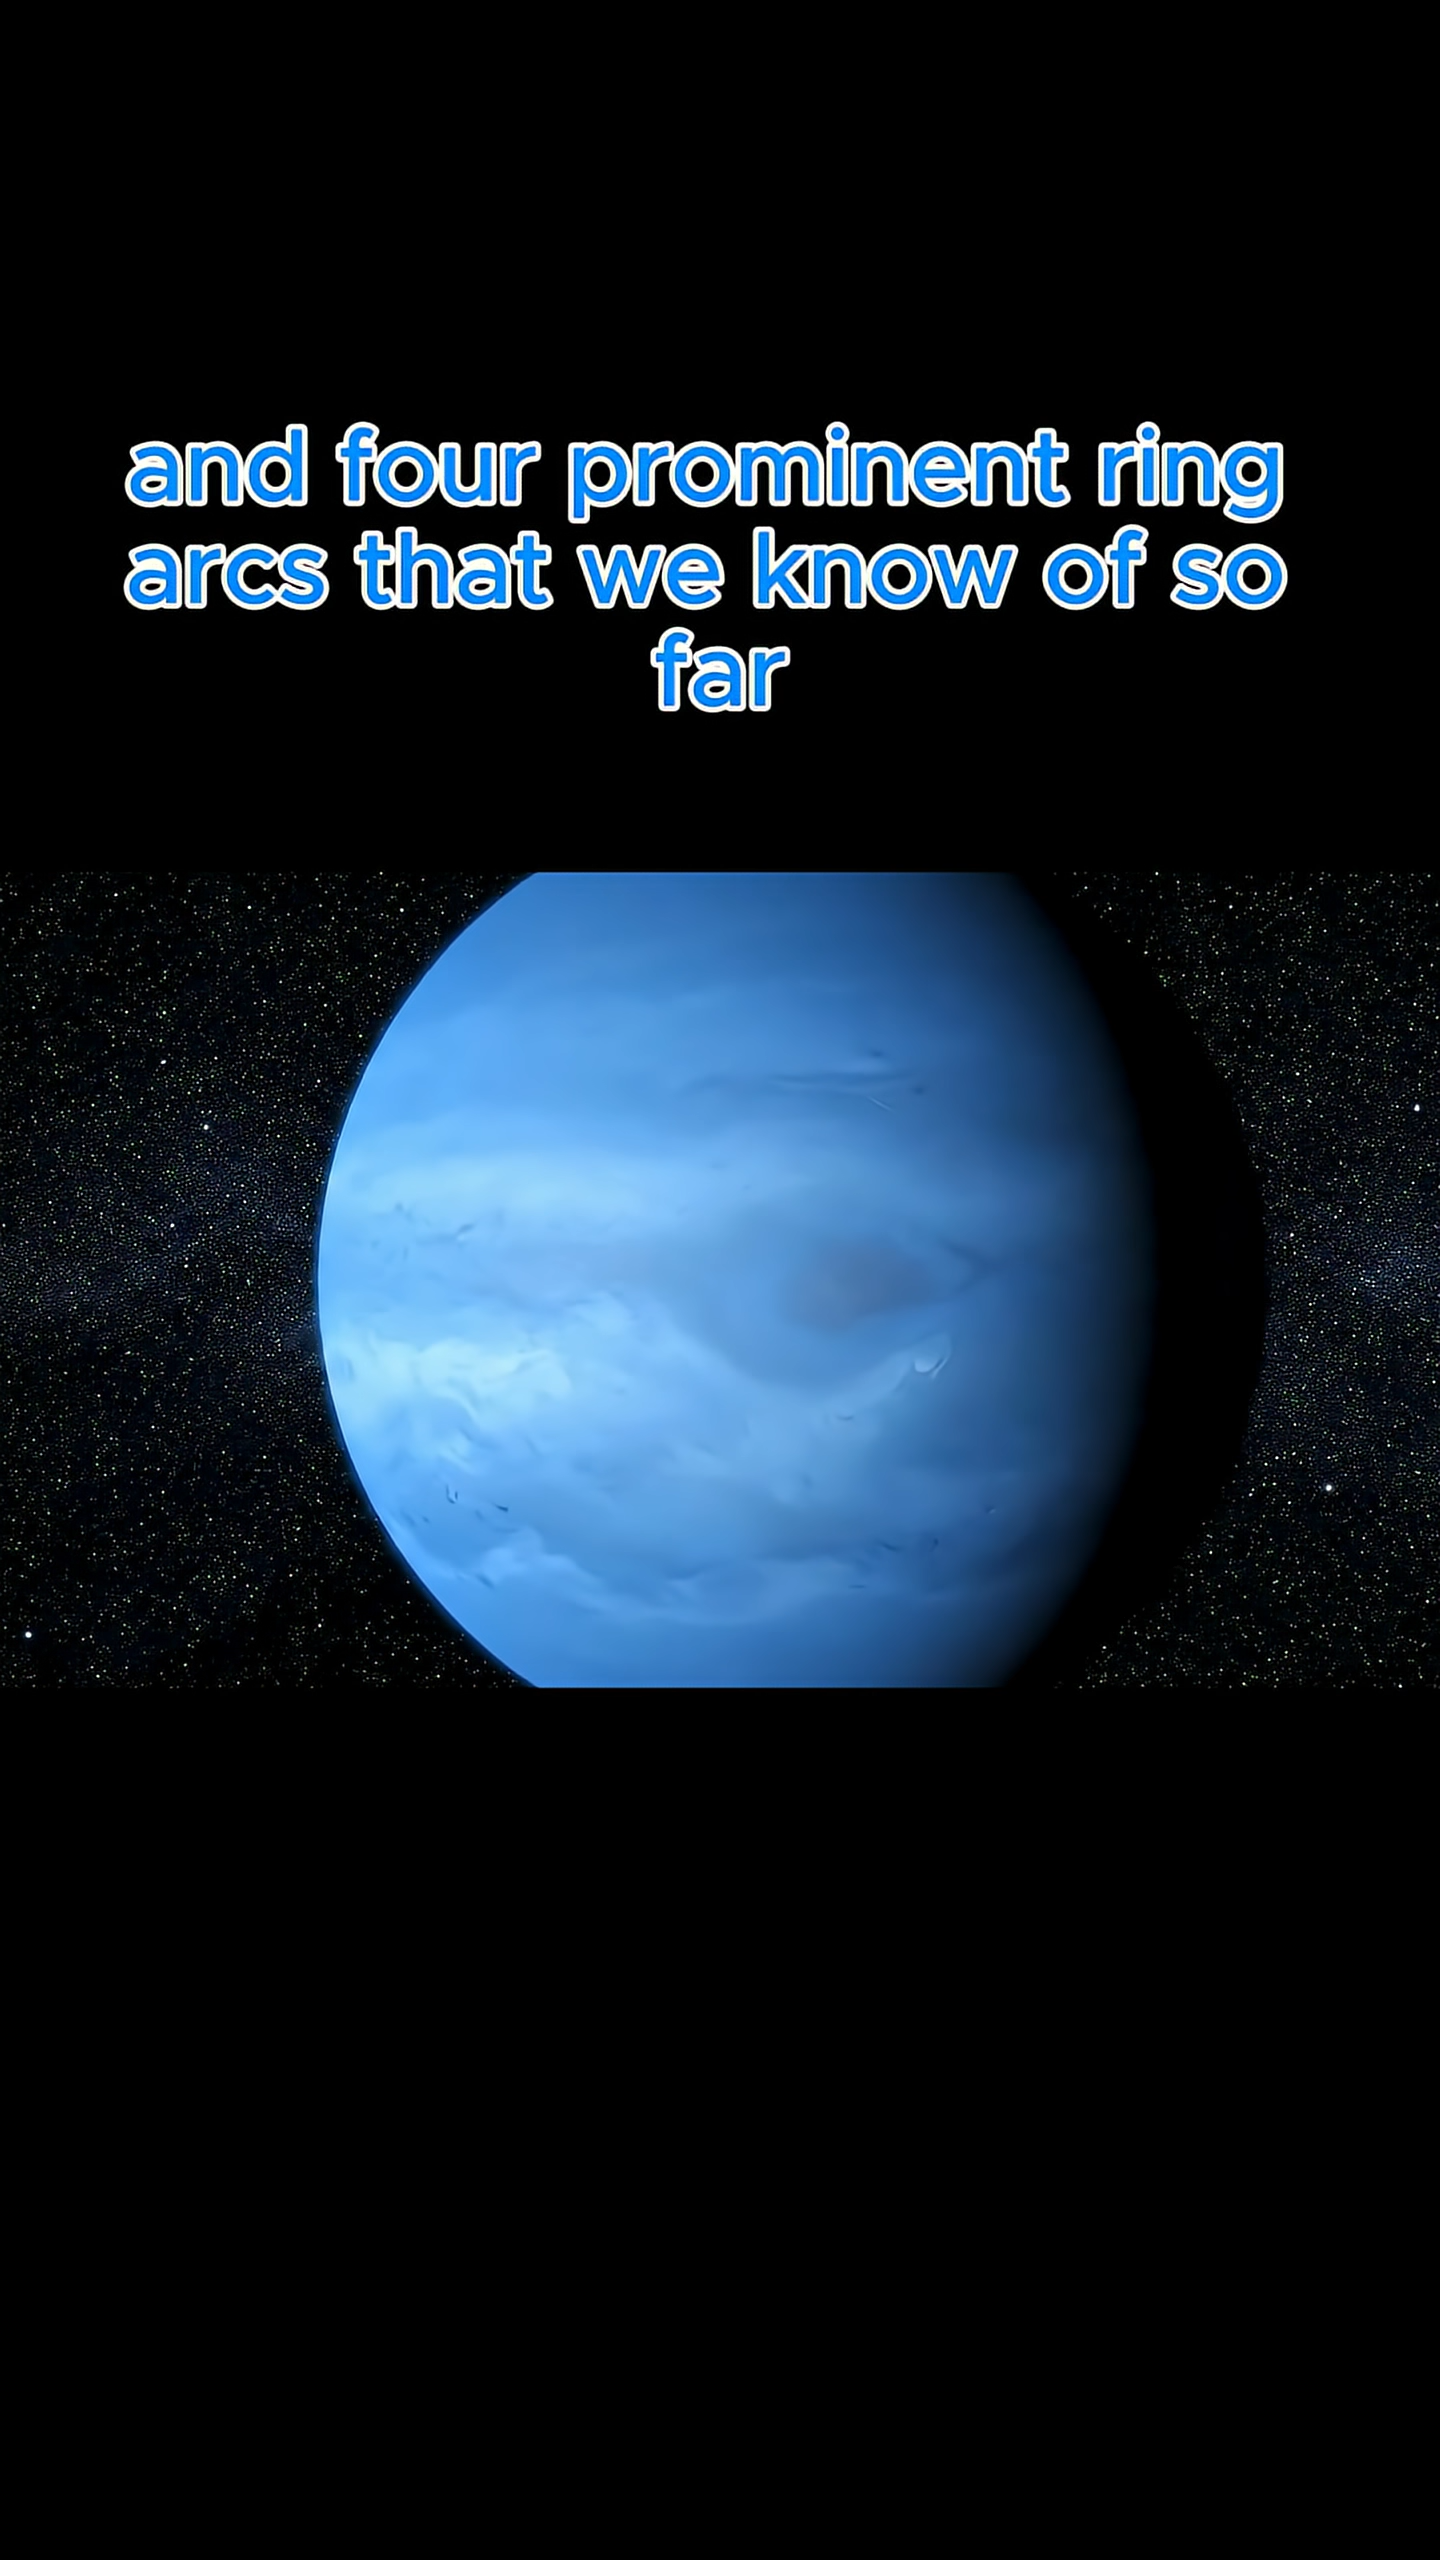 and four prominent ring
arcs that we know of so
far